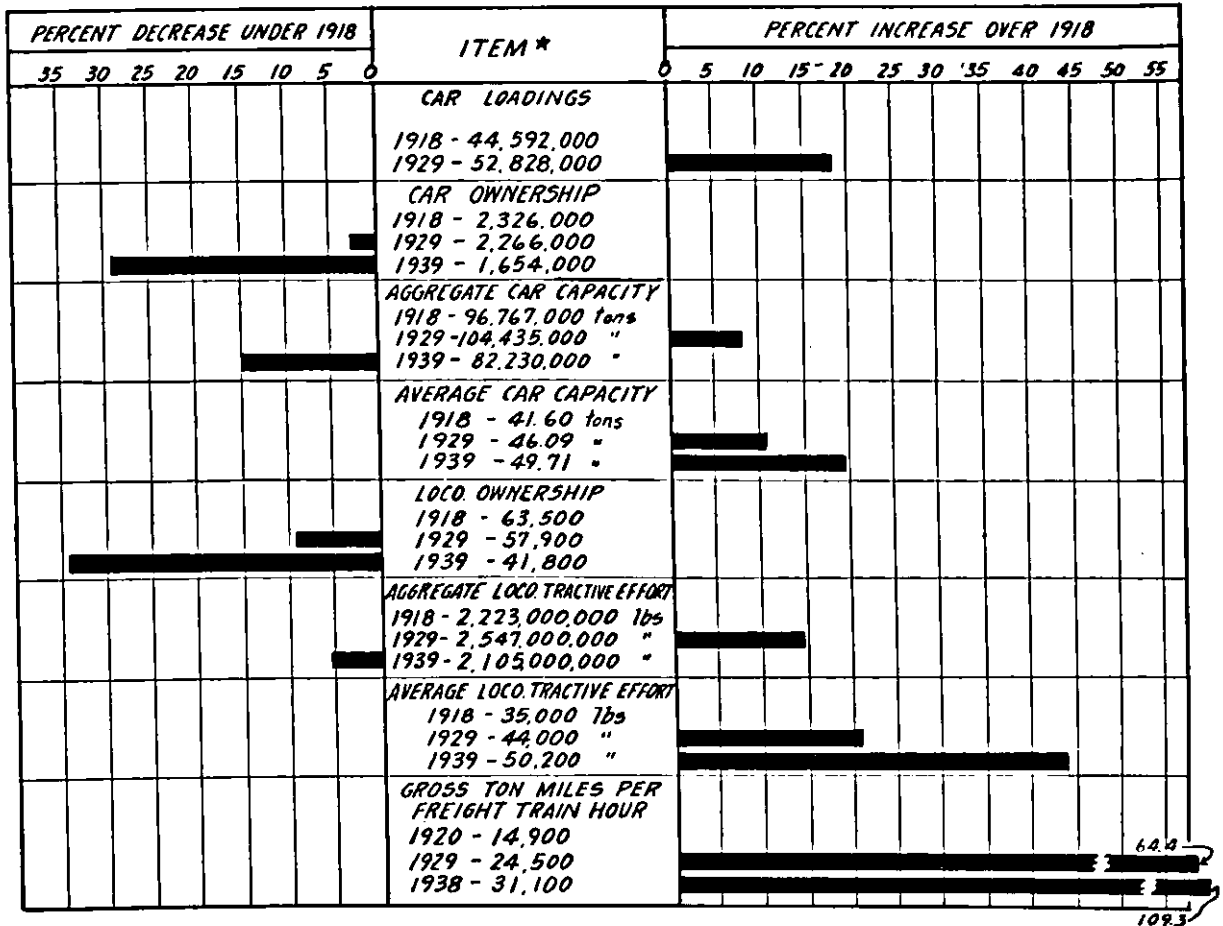 PERCENT DECREASE UNDER 1918
ITEM*
PERCENT INCREASE OVER 1918
35 30 25 20 15 10 5 0
0 5 10 15 20 25 30 35 40 45 50 55
CAR LOADINGS
1918 - 44,592,000
1929 - 52,828,000
CAR OWNERSHIP
1918 - 2,326.000
1929 - 2,266,000
1939 - 1,654,000
AGGREGATE CAR CAPACITY
1918 - 96,767,000 tons
1929 - 104,435.000 "
1939 - 82,230,000 "
AVERAGE CAR CAPACITY
1918 - 41.60 tons
1929 - 46.09 "
1939 - 49.71 "
LOCO. OWNERSHIP
1918 - 63,500
1929 - 57,900
1939 - 41,800
AGGREGATE LOCO. TRACTIVE EFFORT
1918 - 2,223,000,000 lbs
1929 - 2,547,000,000 "
1939 - 2,105,000,000 "
AVERAGE LOCO. TRACTIVE EFFORT
1918 - 35,000 lbs
1929 - 44,000 "
1939 - 50,200 "
GROSS TON MILES PER
FREIGHT TRAIN HOUR
1920 - 14,900
1929 - 24,500
1938 - 31,100
64.4
109.3